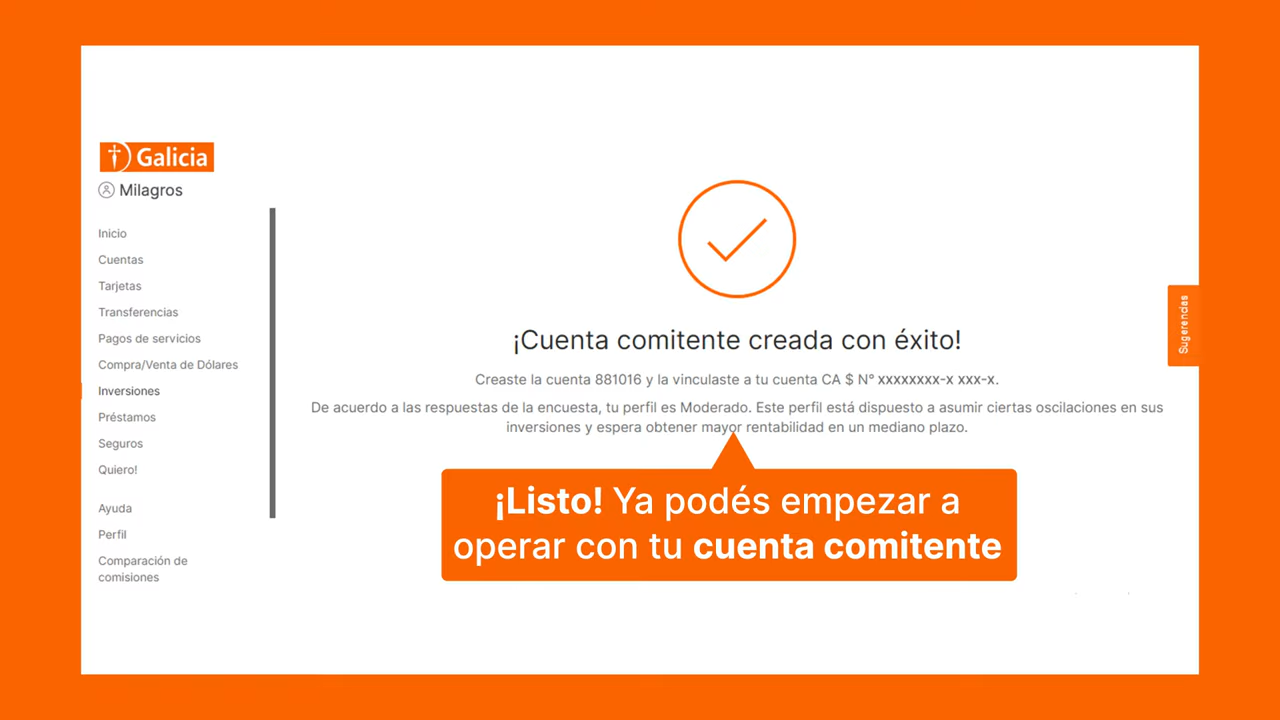 Galicia
Milagros
Inicio
Cuentas
Tarjetas
Transferencias
Pagos de servicios
Compra/Venta de Dólares
Inversiones
Préstamos
Seguros
Quiero!
Ayuda
Perfil
Comparación de
comisiones
¡Cuenta comitente creada con éxito!
Creaste la cuenta 881016 y la vinculaste a tu cuenta CA $ N° xxxxxxxx-x xxx-x.
De acuerdo a las respuestas de la encuesta, tu perfil es Moderado. Este perfil está dispuesto a asumir ciertas oscilaciones en sus
inversiones y espera obtener mayor rentabilidad en un mediano plazo.
¡Listo! Ya podés empezar a
operar con tu cuenta comitente
Sugerencias